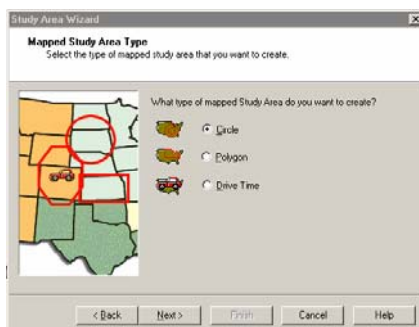 Study Area Wizard
Mapped Study Area Type
Select the type of mapped study area that you want to create.
What type of mapped Study Area do you want to create?
Circle
Polygon
Drive Time
< Back Next > Finish Cancel Help